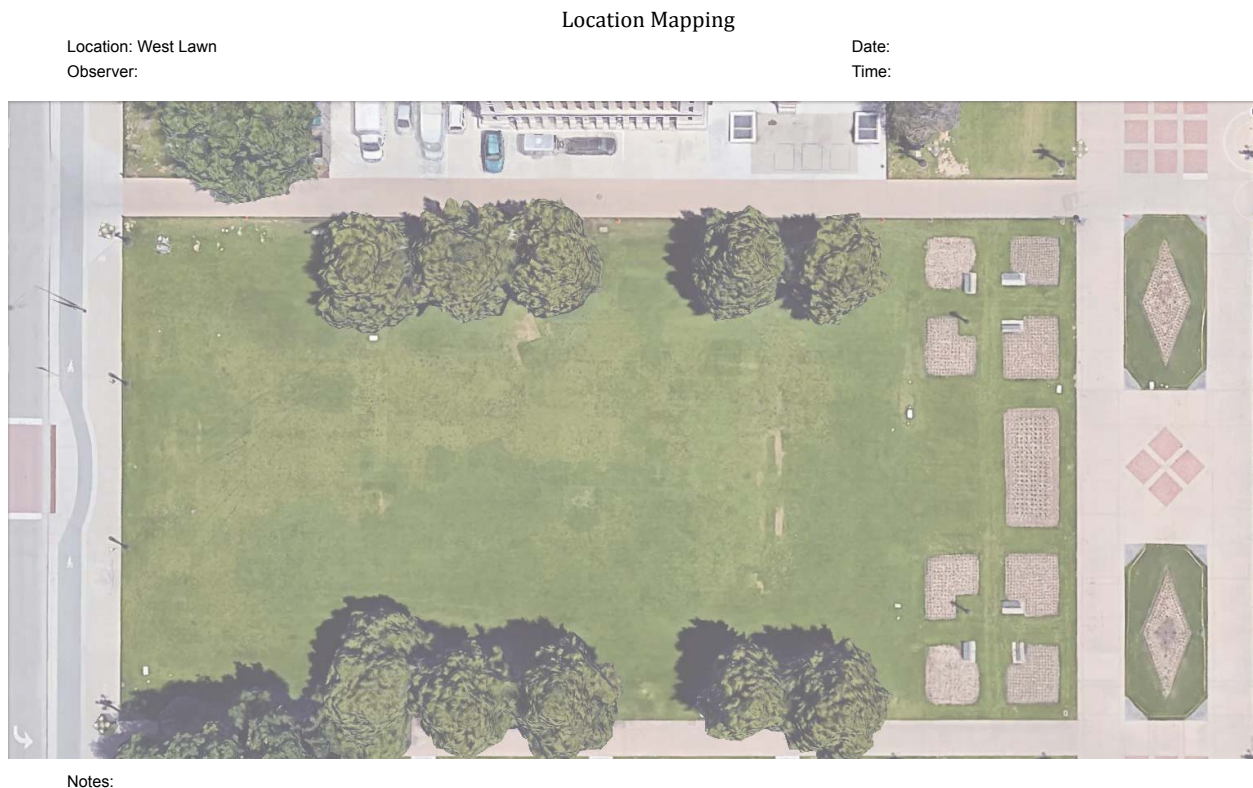 Location Mapping
Location: West Lawn
Date:
Observer:
Time:
Notes: